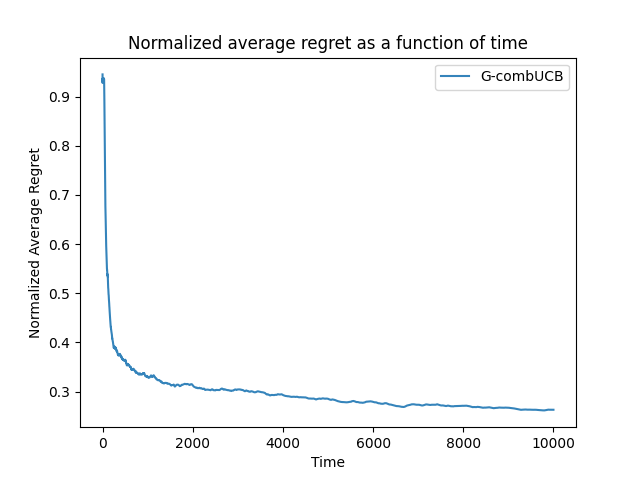 Normalized average regret as a function of time
G-combUCB
Normalized Average Regret
0.9
0.8
0.7
0.6
0.5
0.4
0.3
0 2000 4000 6000 8000 10000
Time